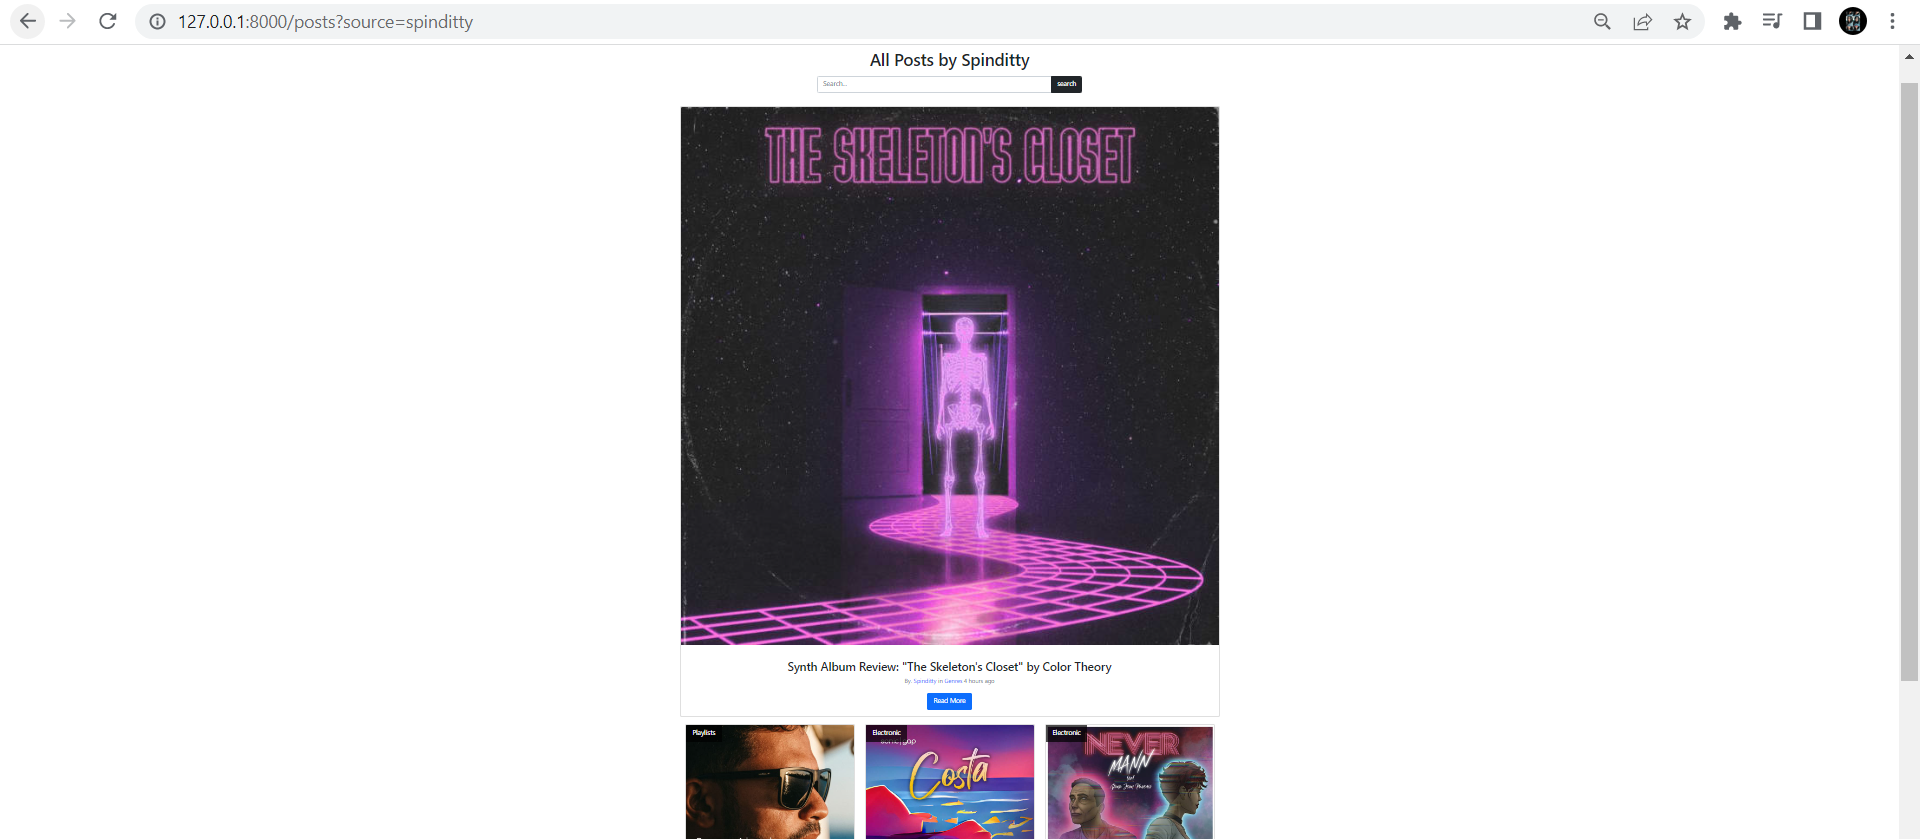 127.0.0.1:8000/posts?source=spinditty
All Posts by Spinditty
Search...
search
THE SKELETON'S CLOSET
Synth Album Review: "The Skeleton's Closet" by Color Theory
By. Spinditty in Genres 4 hours ago
Read More
Playlists
Electronic
Costa
Electronic
NEVER
MANN